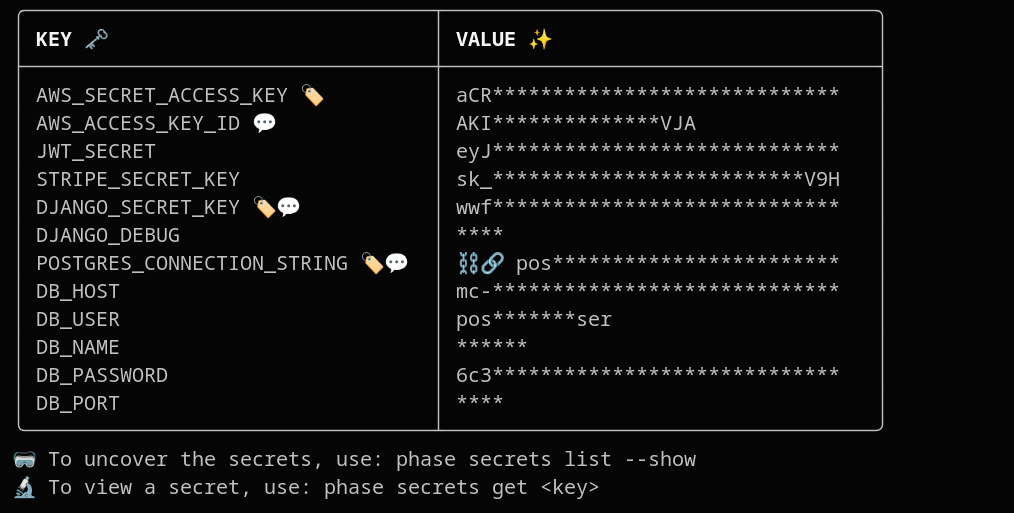 KEY 🗝️ VALUE ✨
AWS_SECRET_ACCESS_KEY 🏷️ aCR*****************************
AWS_ACCESS_KEY_ID 💬 AKI**************VJA
JWT_SECRET eyJ*****************************
STRIPE_SECRET_KEY sk_**************************V9H
DJANGO_SECRET_KEY 🏷️💬 wwf*****************************
DJANGO_DEBUG ****
POSTGRES_CONNECTION_STRING 🏷️💬 ⛓️🔗 pos************************
DB_HOST mc-*****************************
DB_USER pos*******ser
DB_NAME ******
DB_PASSWORD 6c3*****************************
DB_PORT ****
🥽 To uncover the secrets, use: phase secrets list --show
🔬 To view a secret, use: phase secrets get <key>